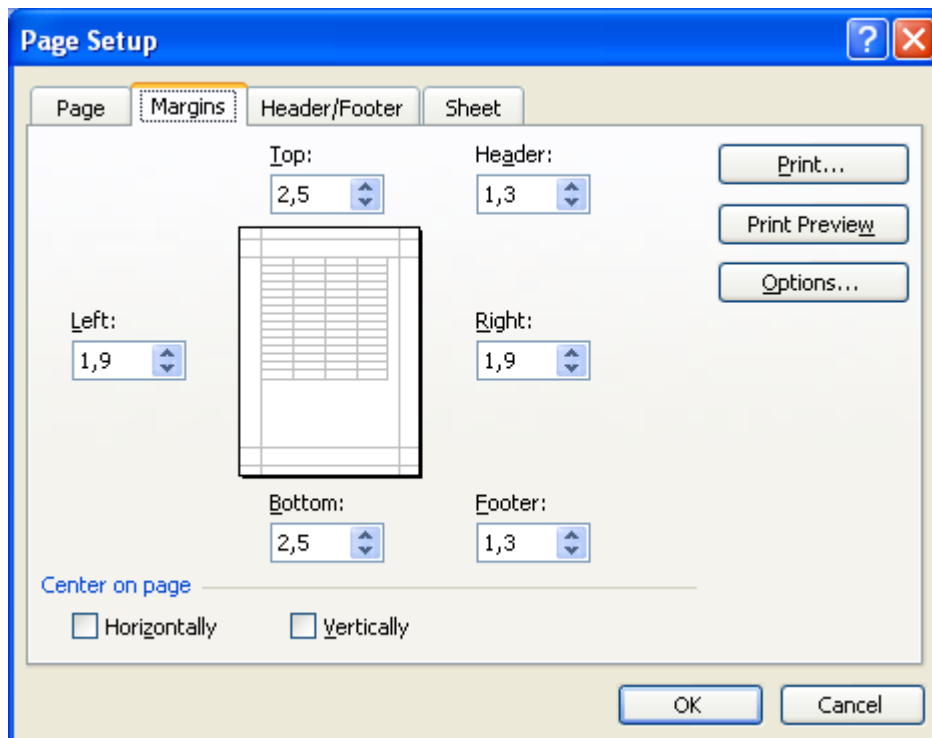 Page Setup
?
Page Margins Header/Footer Sheet
Top: Header:
2,5 1,3
Print...
Print Preview
Options...
Left: Right:
1,9 1,9
Bottom: Footer:
2,5 1,3
Center on page
Horizontally Vertically
OK Cancel